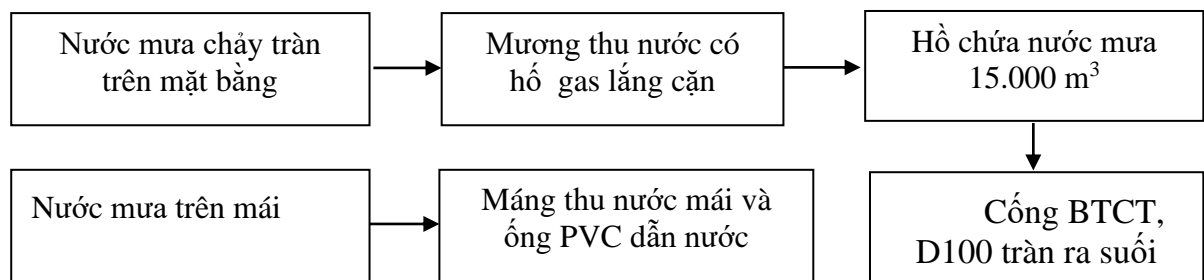 Nước mưa chảy tràn
trên mặt bằng
Mương thu nước có
hố gas lắng cặn
Hồ chứa nước mưa
15.000 m³
Nước mưa trên mái
Máng thu nước mái và
ống PVC dẫn nước
Cống BTCT,
D100 tràn ra suối